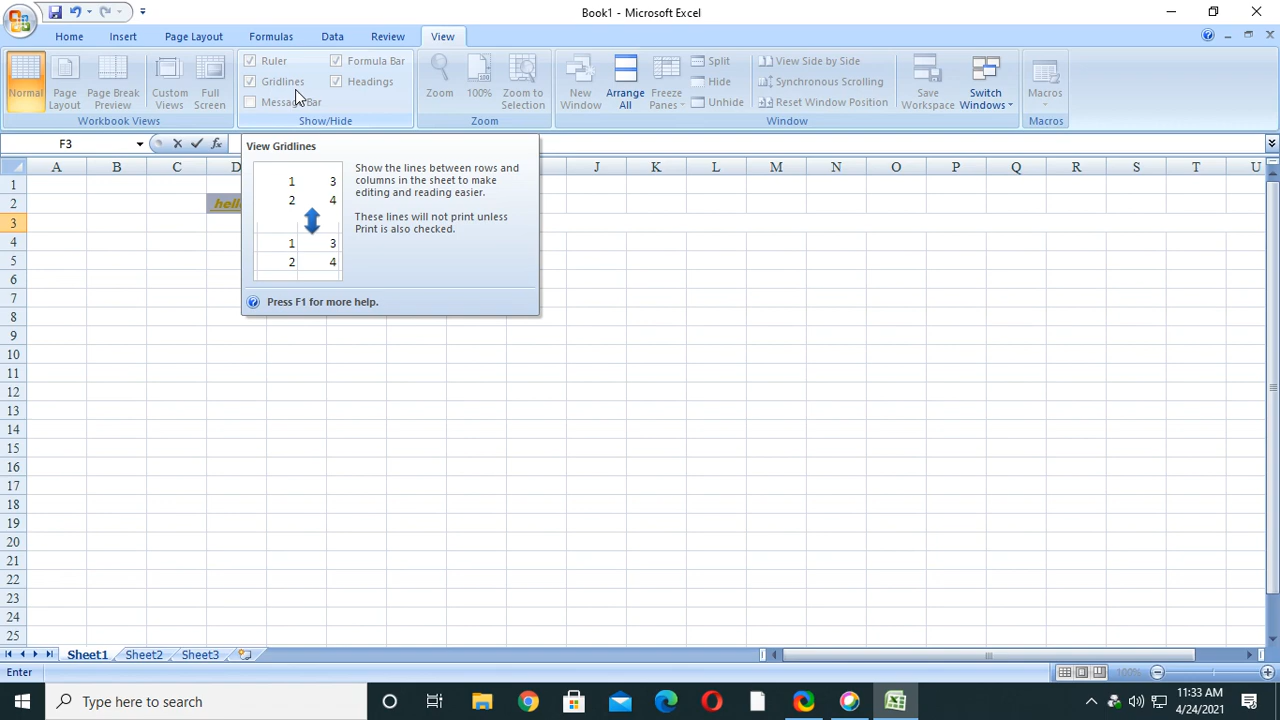 Book1 - Microsoft Excel
Home Insert Page Layout Formulas Data Review View
Normal
Page Layout
Page Break Preview
Custom Views
Full Screen
Workbook Views
Ruler
Gridlines
Message Bar
Formula Bar
Headings
Show/Hide
Zoom
100%
Zoom to Selection
Zoom
New Window
Arrange All
Freeze Panes
Split
Hide
Unhide
View Side by Side
Synchronous Scrolling
Reset Window Position
Save Workspace
Switch Windows
Window
Macros
Macros
F3
fx
View Gridlines
1 3
2 4
1 3
2 4
Show the lines between rows and
columns in the sheet to make
editing and reading easier.
These lines will not print unless
Print is also checked.
Press F1 for more help.
A B C D J K L M N O P Q R S T U
1
2
3
4
5
6
7
8
9
10
11
12
13
14
15
16
17
18
19
20
21
22
23
24
25
Sheet1 Sheet2 Sheet3
Enter
100%
Type here to search
11:33 AM
4/24/2021